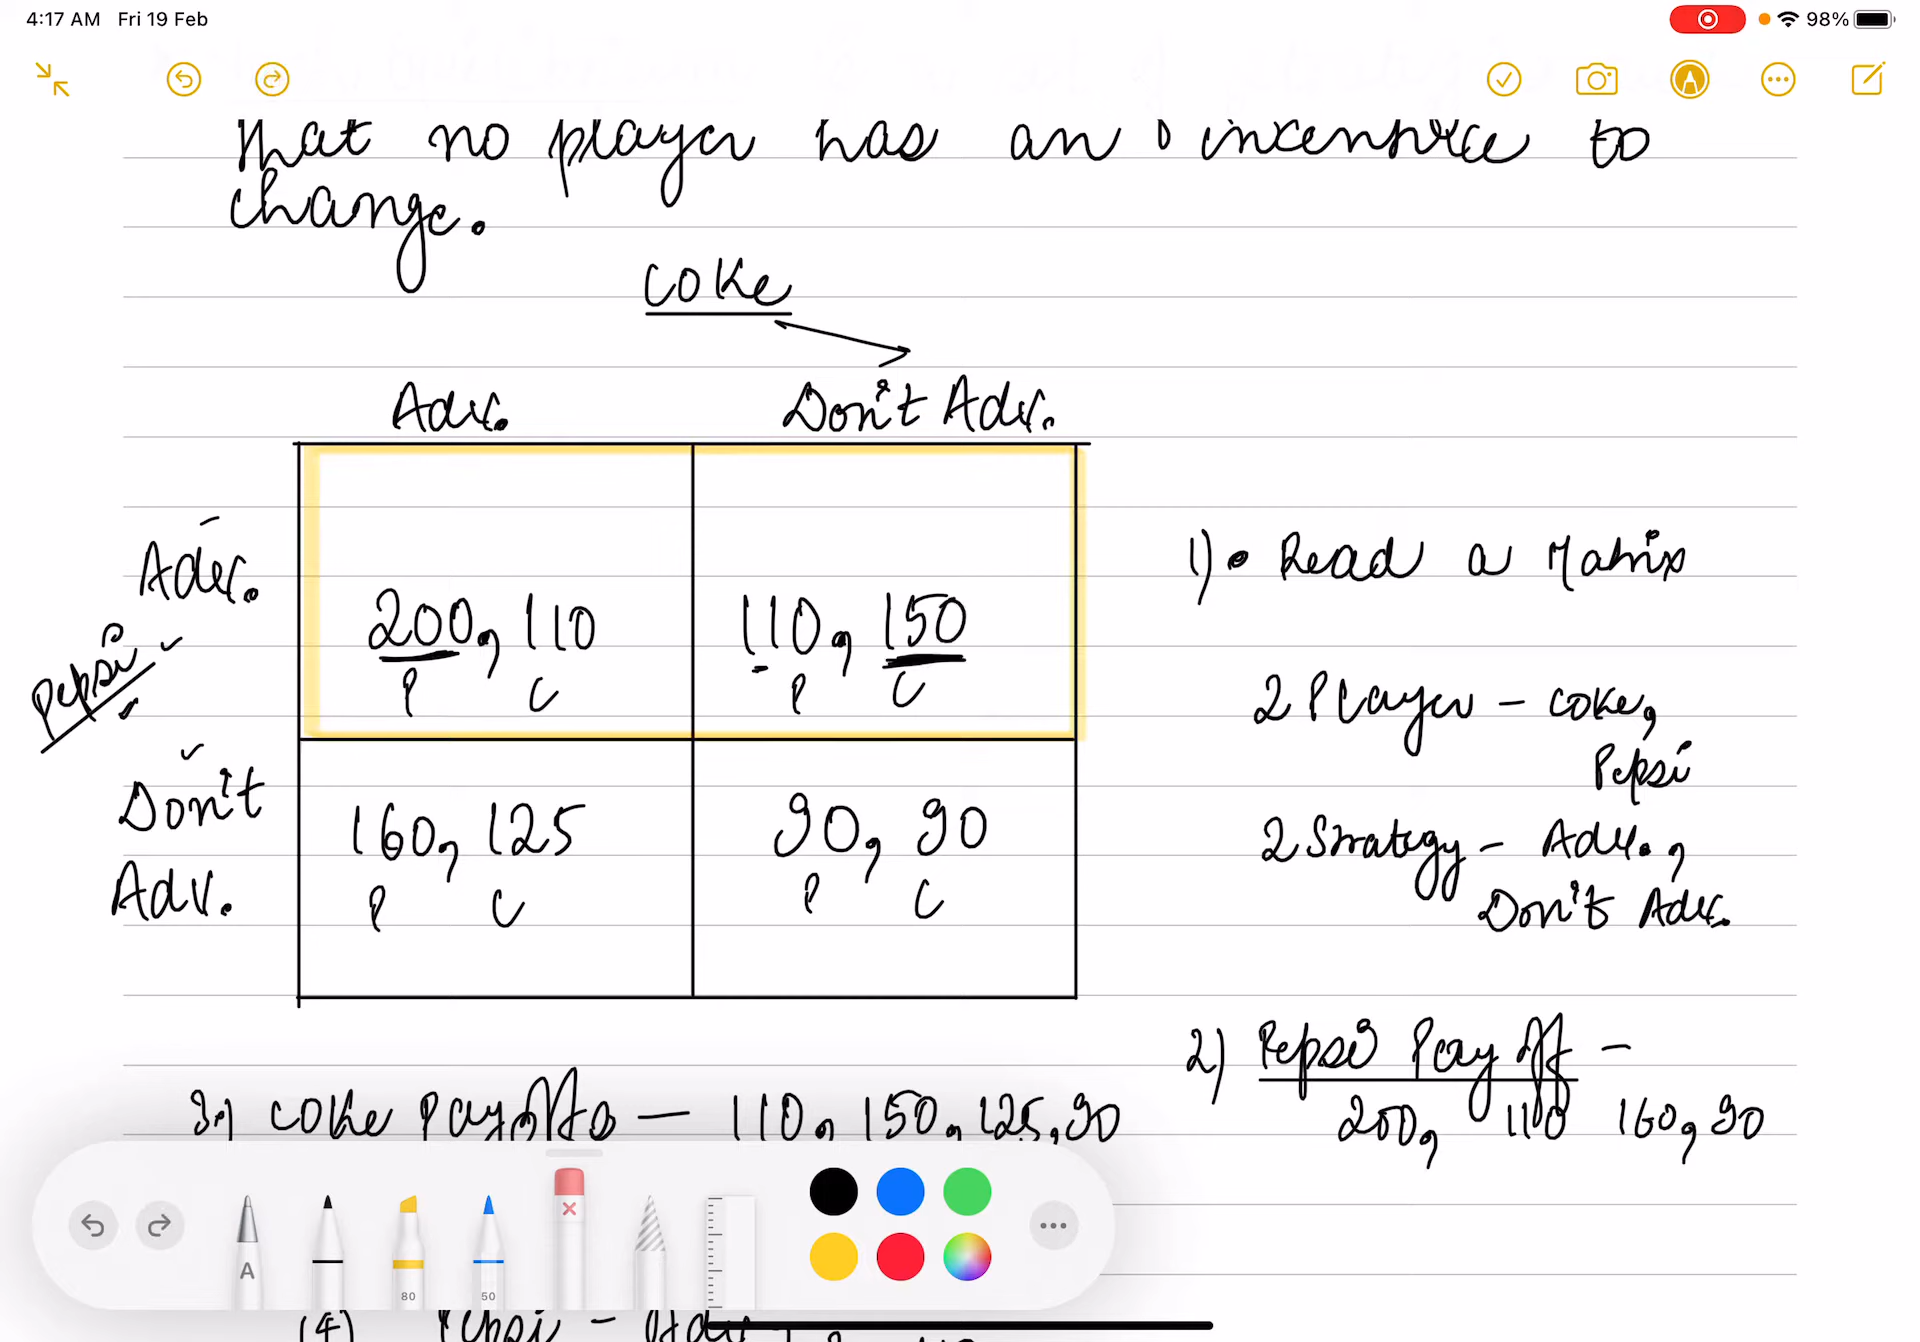 4:17 AM Fri 19 Feb
98%
that no player has an incentive to
change.
Coke
Adv. Don't Adv.
Adv.
Pepsi
200, 110
P C
110, 150
P C
Don't
Adv.
160, 125
P C
90, 90
P C
1) • Read a Matrix
2 Player - Coke,
Pepsi
2 Strategy - Adv.,
Don't Adv.
2) Pepsi Pay off -
200, 110 160, 90
3) Coke Payoffs - 110, 150, 125, 90
A
80
50
(4) Pepsi - Adv